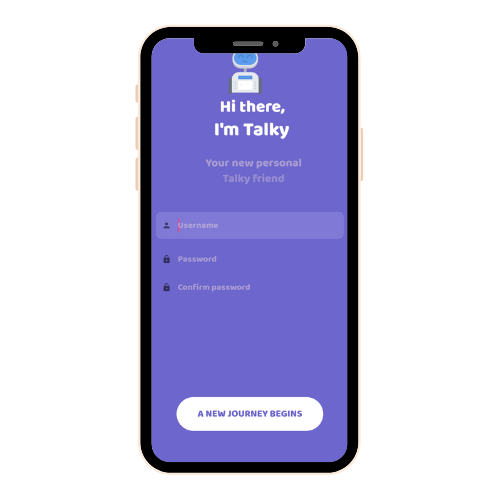 Hi there,
I'm Talky
Your new personal
Talky friend
Username
Password
Confirm password
A NEW JOURNEY BEGINS